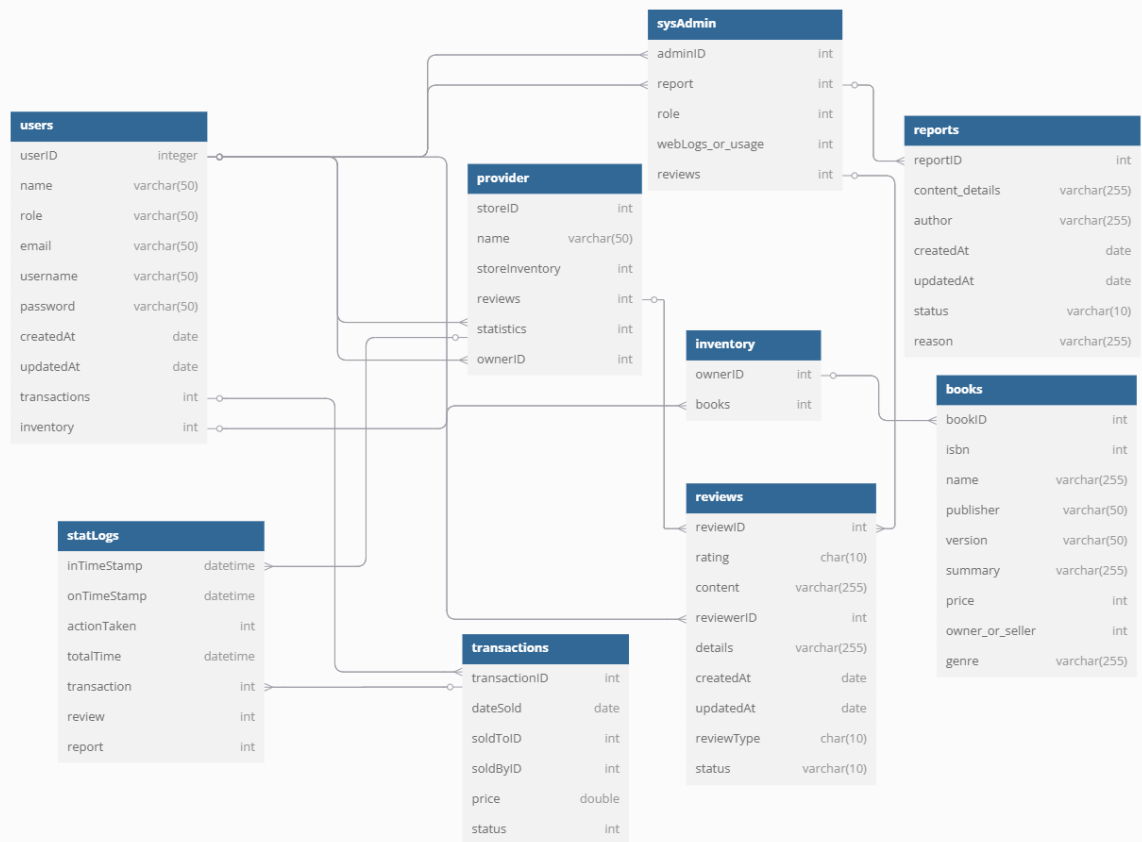 sysAdmin
adminID int
report int
role int
webLogs_or_usage int
reviews int
users
userID integer
name varchar(50)
role varchar(50)
email varchar(50)
username varchar(50)
password varchar(50)
createdAt date
updatedAt date
transactions int
inventory int
reports
reportID int
content_details varchar(255)
author varchar(255)
createdAt date
updatedAt date
status varchar(10)
reason varchar(255)
provider
storeID int
name varchar(50)
storeInventory int
reviews int
statistics int
ownerID int
inventory
ownerID int
books int
books
bookID int
isbn int
name varchar(255)
publisher varchar(50)
version varchar(50)
summary varchar(255)
price int
owner_or_seller int
genre varchar(255)
reviews
reviewID int
rating char(10)
content varchar(255)
reviewerID int
details varchar(255)
createdAt date
updatedAt date
reviewType char(10)
status varchar(10)
statLogs
inTimeStamp datetime
onTimeStamp datetime
actionTaken int
totalTime datetime
transaction int
review int
report int
transactions
transactionID int
dateSold date
soldToID int
soldByID int
price double
status int